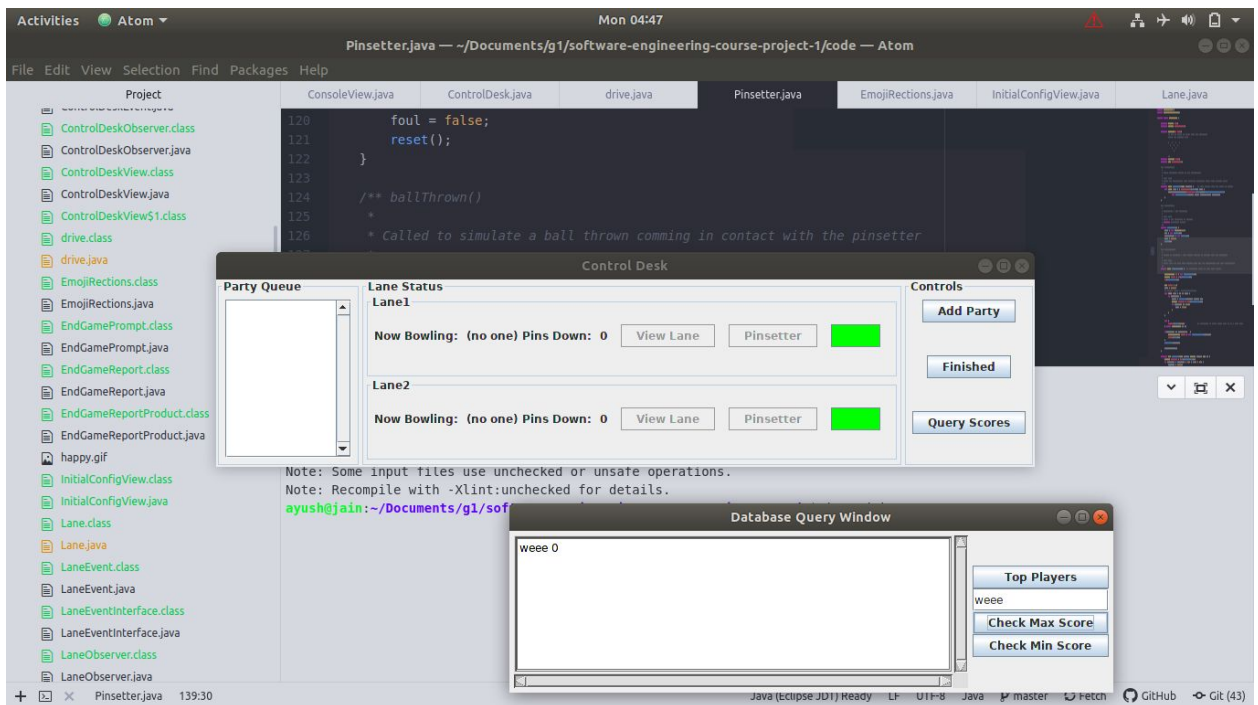 Activities Atom Mon 04:47
Pinsetter.java — ~/Documents/g1/software-engineering-course-project-1/code — Atom
File Edit View Selection Find Packages Help
Project
ConsoleView.java ControlDesk.java drive.java Pinsetter.java EmojiRections.java InitialConfigView.java Lane.java
ControlDeskObserver.class
ControlDeskObserver.java
ControlDeskView.class
ControlDeskView.java
ControlDeskView$1.class
drive.class
drive.java
EmojiRections.class
EmojiRections.java
EndGamePrompt.class
EndGamePrompt.java
EndGameReport.class
EndGameReport.java
EndGameReportProduct.class
EndGameReportProduct.java
happy.gif
InitialConfigView.class
InitialConfigView.java
Lane.class
Lane.java
LaneEvent.class
LaneEvent.java
LaneEventInterface.class
LaneEventInterface.java
LaneObserver.class
LaneObserver.java
120 foul = false;
121 reset();
122 }
123
124 /** ballThrown()
125 *
126 * Called to simulate a ball thrown comming in contact with the pinsetter
Control Desk
Party Queue
Lane Status
Lane1
Now Bowling: (no one) Pins Down: 0 View Lane Pinsetter
Lane2
Now Bowling: (no one) Pins Down: 0 View Lane Pinsetter
Controls
Add Party
Finished
Query Scores
Note: Some input files use unchecked or unsafe operations.
Note: Recompile with -Xlint:unchecked for details.
ayush@jain:~/Documents/g1/sof
Database Query Window
weee 0
Top Players
weee
Check Max Score
Check Min Score
Pinsetter.java 139:30 Java (Eclipse JDT) Ready LF UTF-8 Java master Fetch GitHub Git (43)